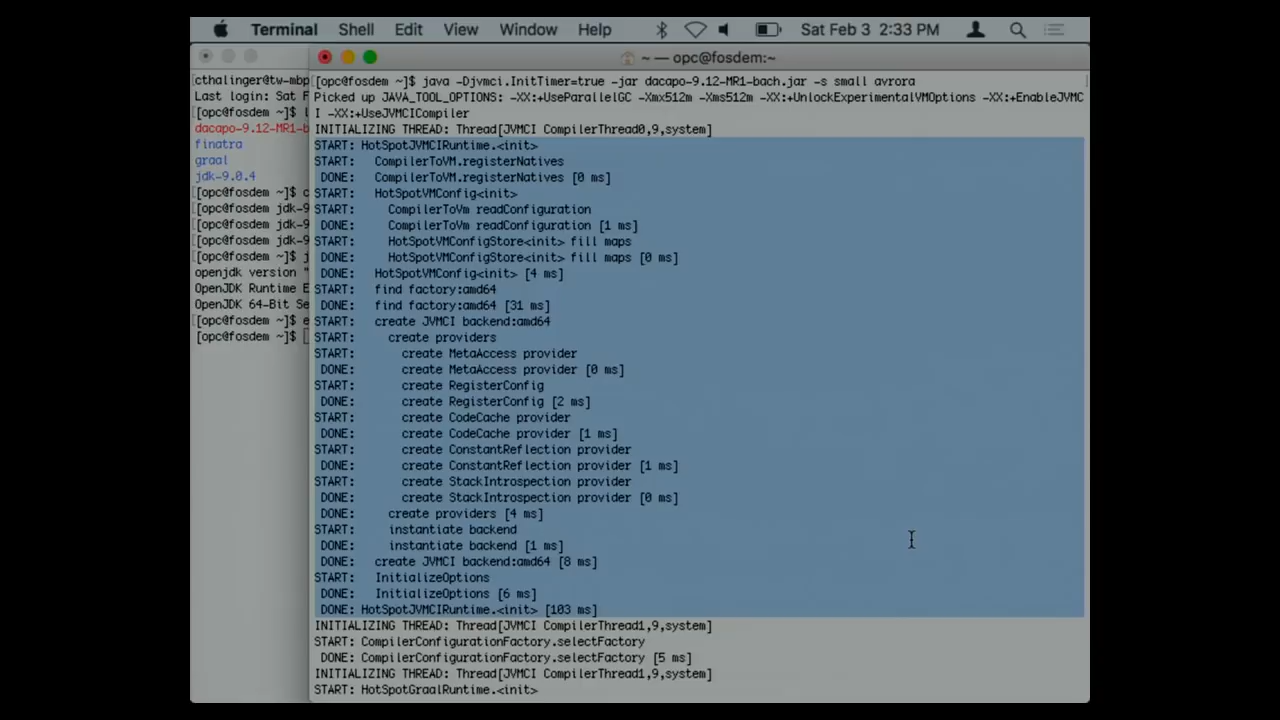 Terminal Shell Edit View Window Help Sat Feb 3 2:33 PM
~ — opc@fosdem:~
cthalinger@tw-mbp
Last login: Sat F
[opc@fosdem ~]$ l
dacapo-9.12-MR1-b
finatra
graal
jdk-9.0.4
[opc@fosdem ~]$ c
[opc@fosdem jdk-9
[opc@fosdem jdk-9
[opc@fosdem jdk-9
[opc@fosdem ~]$ j
openjdk version "
OpenJDK Runtime E
OpenJDK 64-Bit Se
[opc@fosdem ~]$ e
[opc@fosdem ~]$
[opc@fosdem ~]$ java -Djvmci.InitTimer=true -jar dacapo-9.12-MR1-bach.jar -s small avrora
Picked up JAVA_TOOL_OPTIONS: -XX:+UseParallelGC -Xmx512m -Xms512m -XX:+UnlockExperimentalVMOptions -XX:+EnableJVMC
I -XX:+UseJVMCICompiler
INITIALIZING THREAD: Thread[JVMCI CompilerThread0,9,system]
START: HotSpotJVMCIRuntime.<init>
START:   CompilerToVM.registerNatives
 DONE:   CompilerToVM.registerNatives [0 ms]
START:   HotSpotVMConfig<init>
START:     CompilerToVm readConfiguration
 DONE:     CompilerToVm readConfiguration [1 ms]
START:     HotSpotVMConfigStore<init> fill maps
 DONE:     HotSpotVMConfigStore<init> fill maps [0 ms]
 DONE:   HotSpotVMConfig<init> [4 ms]
START:   find factory:amd64
 DONE:   find factory:amd64 [31 ms]
START:   create JVMCI backend:amd64
START:     create providers
START:       create MetaAccess provider
 DONE:       create MetaAccess provider [0 ms]
START:       create RegisterConfig
 DONE:       create RegisterConfig [2 ms]
START:       create CodeCache provider
 DONE:       create CodeCache provider [1 ms]
START:       create ConstantReflection provider
 DONE:       create ConstantReflection provider [1 ms]
START:       create StackIntrospection provider
 DONE:       create StackIntrospection provider [0 ms]
 DONE:     create providers [4 ms]
START:     instantiate backend
 DONE:     instantiate backend [1 ms]
 DONE:   create JVMCI backend:amd64 [8 ms]
START:   InitializeOptions
 DONE:   InitializeOptions [6 ms]
 DONE: HotSpotJVMCIRuntime.<init> [103 ms]
INITIALIZING THREAD: Thread[JVMCI CompilerThread1,9,system]
START: CompilerConfigurationFactory.selectFactory
 DONE: CompilerConfigurationFactory.selectFactory [5 ms]
INITIALIZING THREAD: Thread[JVMCI CompilerThread1,9,system]
START: HotSpotGraalRuntime.<init>